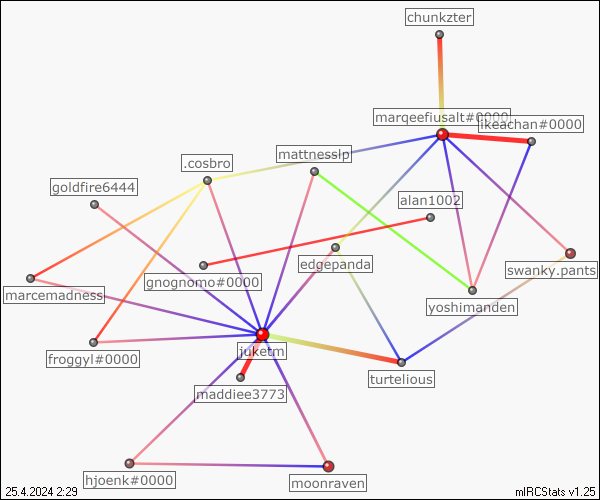 chunkzter
marqeefiusalt#0000
ikeachan#0000
mattnesslp
.cosbro
goldfire6444
alan1002
edgepanda
swanky.pants
gnognomo#0000
marcemadness
yoshimanden
juketm
froggyl#0000
turtelious
maddiee3773
hjoenk#0000
moonraven
25.4.2024 2:29
mIRCStats v1.25